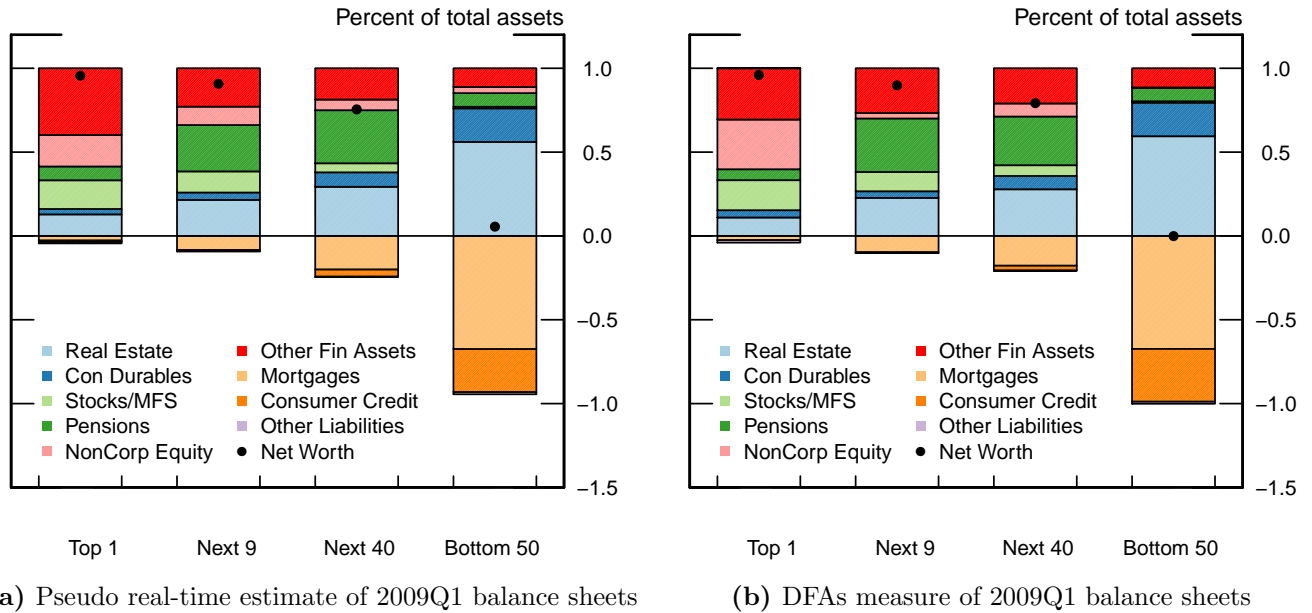 Percent of total assets
1.0
0.5
0.0
−0.5
−1.0
−1.5
Real Estate
Con Durables
Stocks/MFS
Pensions
NonCorp Equity
Other Fin Assets
Mortgages
Consumer Credit
Other Liabilities
Net Worth
Top 1 Next 9 Next 40 Bottom 50
a) Pseudo real-time estimate of 2009Q1 balance sheets
Percent of total assets
1.0
0.5
0.0
−0.5
−1.0
−1.5
Real Estate
Con Durables
Stocks/MFS
Pensions
NonCorp Equity
Other Fin Assets
Mortgages
Consumer Credit
Other Liabilities
Net Worth
Top 1 Next 9 Next 40 Bottom 50
(b) DFAs measure of 2009Q1 balance sheets